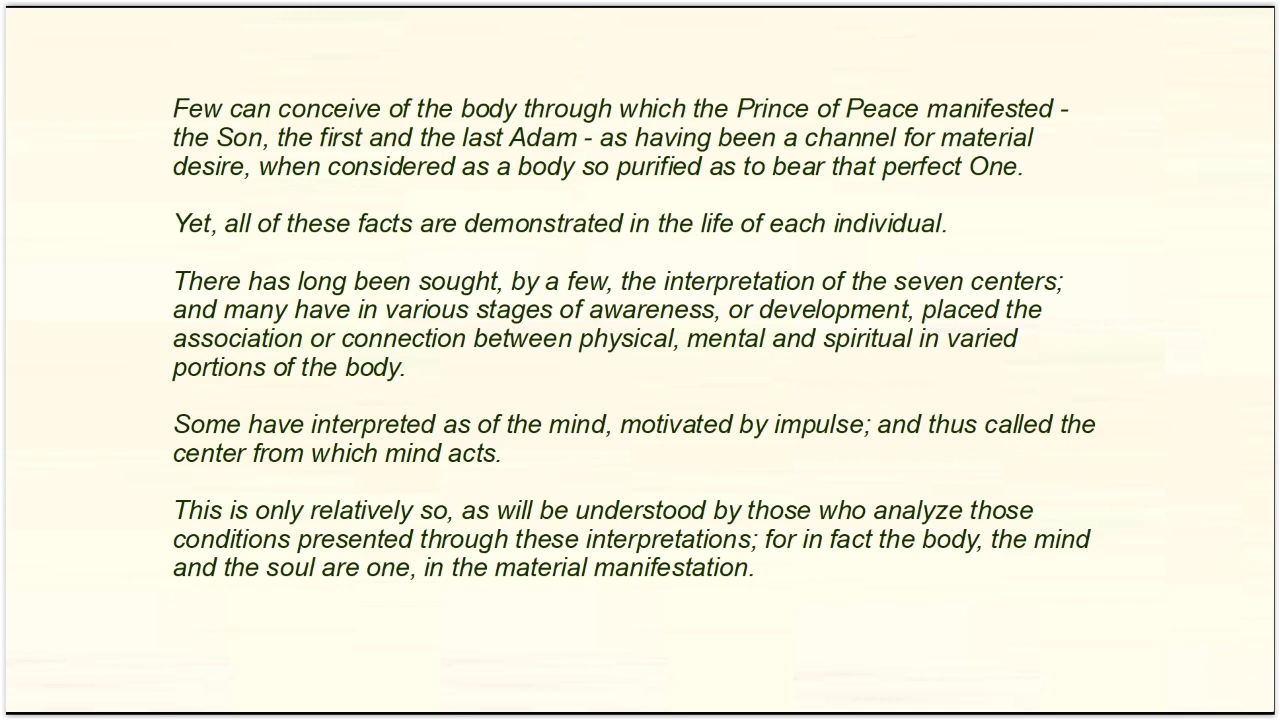 Few can conceive of the body through which the Prince of Peace manifested -
the Son, the first and the last Adam - as having been a channel for material
desire, when considered as a body so purified as to bear that perfect One.
Yet, all of these facts are demonstrated in the life of each individual.
There has long been sought, by a few, the interpretation of the seven centers;
and many have in various stages of awareness, or development, placed the
association or connection between physical, mental and spiritual in varied
portions of the body.
Some have interpreted as of the mind, motivated by impulse; and thus called the
center from which mind acts.
This is only relatively so, as will be understood by those who analyze those
conditions presented through these interpretations; for in fact the body, the mind
and the soul are one, in the material manifestation.